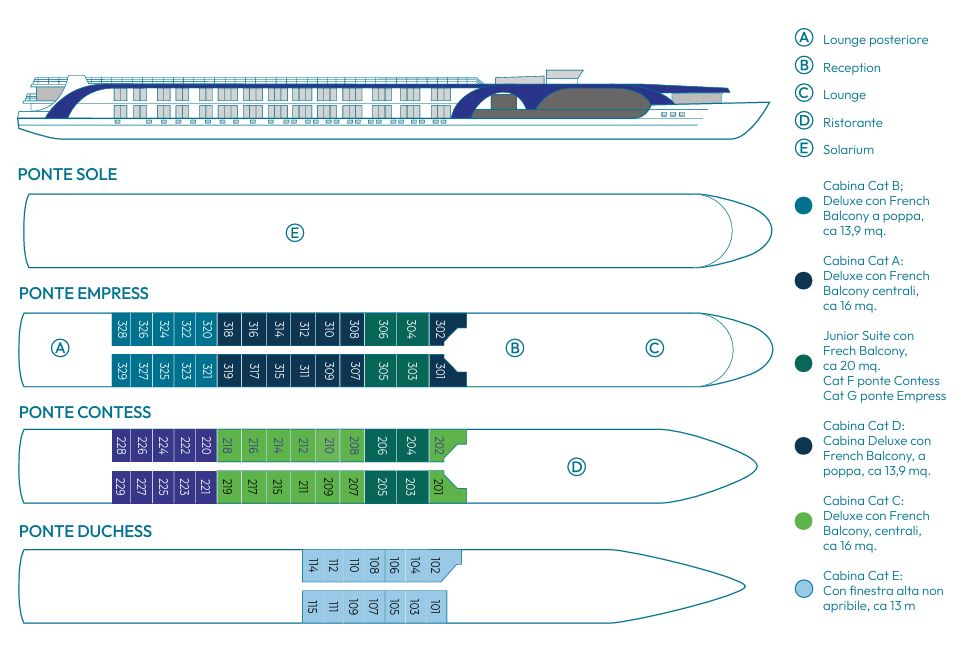 A Lounge posteriore
B Reception
C Lounge
D Ristorante
E Solarium
Cabina Cat B;
Deluxe con French
Balcony a poppa,
ca 13,9 mq.
Cabina Cat A:
Deluxe con French
Balcony centrali,
ca 16 mq.
Junior Suite con
Frech Balcony,
ca 20 mq.
Cat F ponte Contess
Cat G ponte Empress
Cabina Cat D:
Cabina Deluxe con
French Balcony, a
poppa, ca 13,9 mq.
Cabina Cat C:
Deluxe con French
Balcony, centrali,
ca 16 mq.
Cabina Cat E:
Con finestra alta non
apribile, ca 13 m
PONTE SOLE
E
PONTE EMPRESS
328 326 324 322 320 318 316 314 312 310 308 306 304 302
A B C
329 327 325 323 321 319 317 315 311 309 307 305 303 301
PONTE CONTESS
228 226 224 222 220 218 216 214 212 210 208 206 204 202
D
229 227 225 223 221 219 217 215 211 209 207 205 203 201
PONTE DUCHESS
114 112 110 108 106 104 102
115 111 109 107 105 103 101